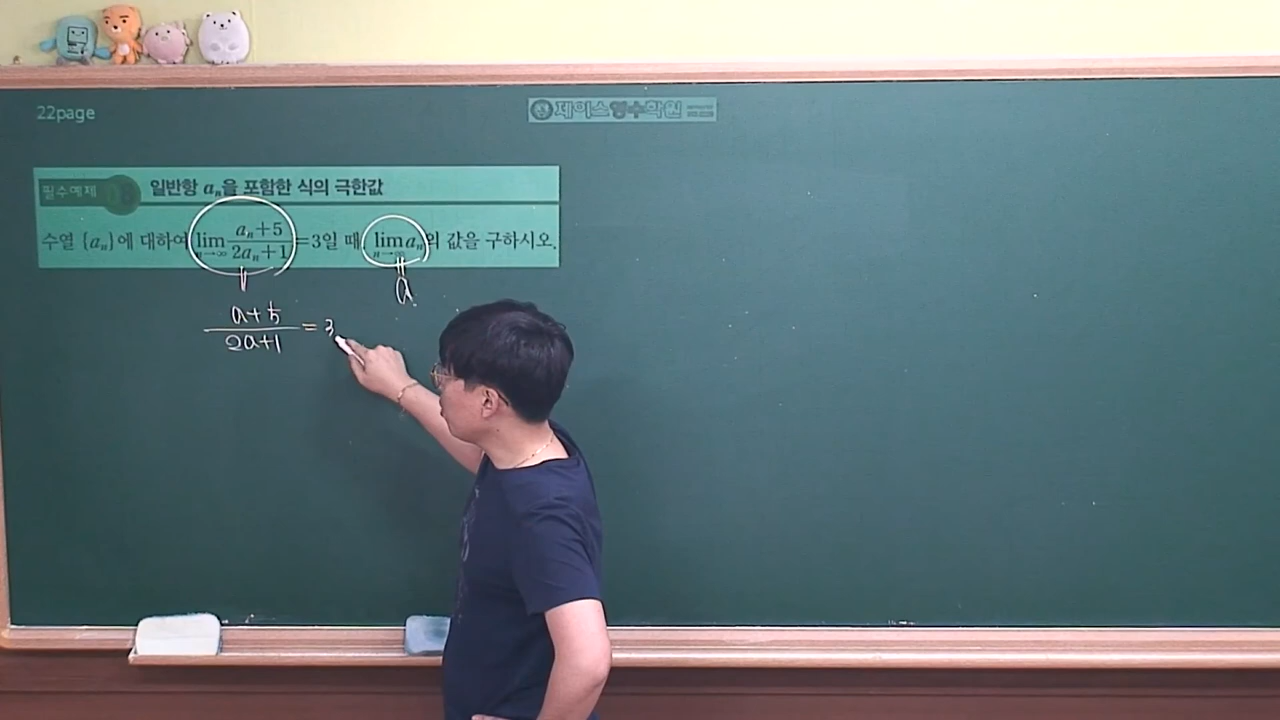 22page
제이스영수학원
필수예제
일반항 aₙ을 포함한 식의 극한값
수열 {aₙ}에 대하여 lim n→∞ (aₙ+5)/(2aₙ+1)=3일 때 lim n→∞ aₙ의 값을 구하시오.
a
(a+5)/(2a+1) = 3